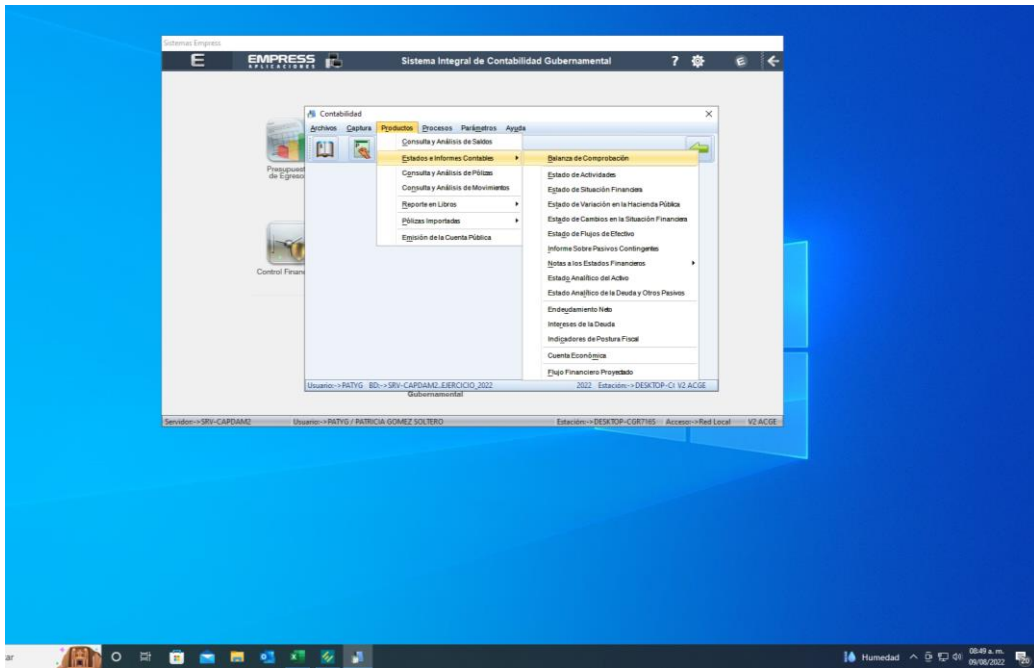 Sistemas Empress
E EMPRESS Sistema Integral de Contabilidad Gubernamental ? E
APLICACIONES
Contabilidad
Archivos Captura Productos Procesos Parámetros Ayuda
Presupuest
de Egreso
Control Finan
Consulta y Análisis de Saldos
Estados e Informes Contables
Consulta y Análisis de Pólizas
Consulta y Análisis de Movimientos
Reporte en Libros
Pólizas Importadas
Emisión de la Cuenta Pública
Balanza de Comprobación
Estado de Actividades
Estado de Situación Financiera
Estado de Variación en la Hacienda Pública
Estado de Cambios en la Situación Financiera
Estado de Flujos de Efectivo
Informe Sobre Pasivos Contingentes
Notas a los Estados Financieros
Estado Analítico del Activo
Estado Analítico de la Deuda y Otros Pasivos
Endeudamiento Neto
Intereses de la Deuda
Indicadores de Postura Fiscal
Cuenta Económica
Flujo Financiero Proyectado
Usuario:->PATYG BD:->SRV-CAPDAM2..EJERCICIO_2022 2022 Estación:->DESKTOP-CI V2 ACGE
Gubernamental
Servidor:->SRV-CAPDAM2 Usuario:->PATYG / PATRICIA GOMEZ SOLTERO Estación:->DESKTOP-CGRT165 Acceso:->Red Local V2 ACGE
ar
Humedad
08:49 a. m.
09/08/2022